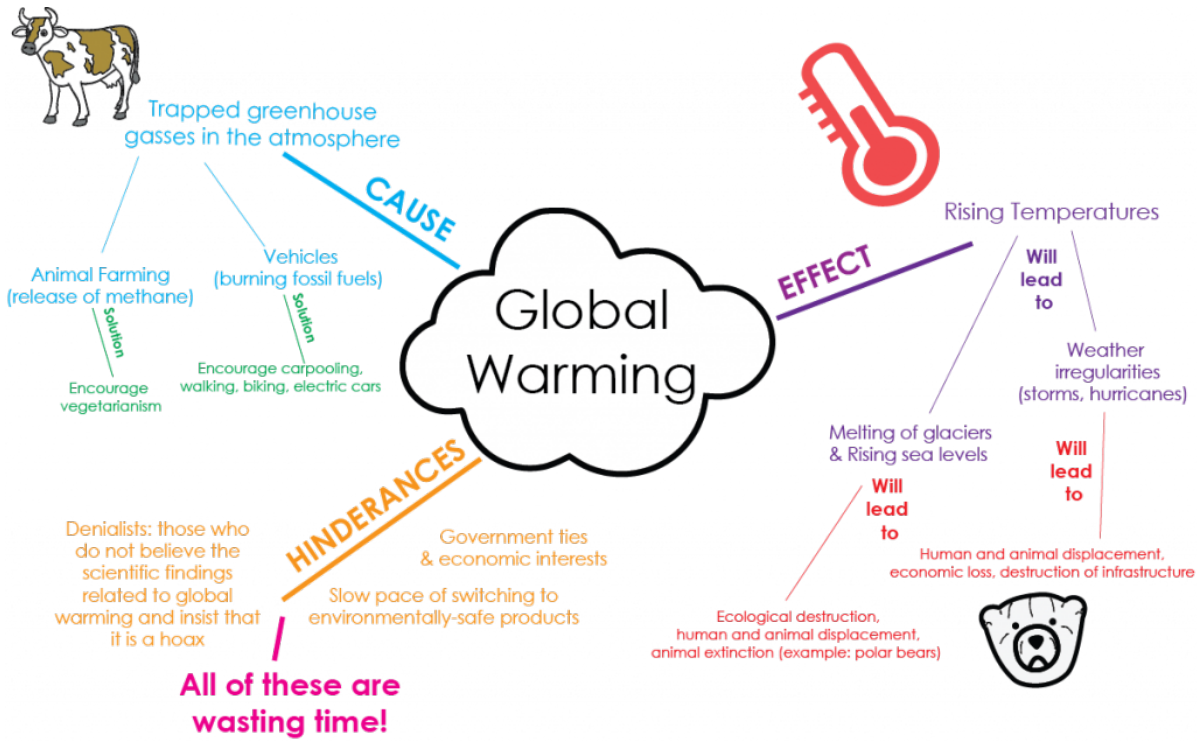 Trapped greenhouse
gasses in the atmosphere
CAUSE
Animal Farming
(release of methane)
Solution
Encourage
vegetarianism
Vehicles
(burning fossil fuels)
Solution
Encourage carpooling,
walking, biking, electric cars
Global
Warming
EFFECT
Rising Temperatures
Will
lead
to
Melting of glaciers
& Rising sea levels
Will
lead
to
Ecological destruction,
human and animal displacement,
animal extinction (example: polar bears)
Weather
irregularities
(storms, hurricanes)
Will
lead
to
Human and animal displacement,
economic loss, destruction of infrastructure
HINDERANCES
Denialists: those who
do not believe the
scientific findings
related to global
warming and insist that
it is a hoax
Government ties
& economic interests
Slow pace of switching to
environmentally-safe products
All of these are
wasting time!